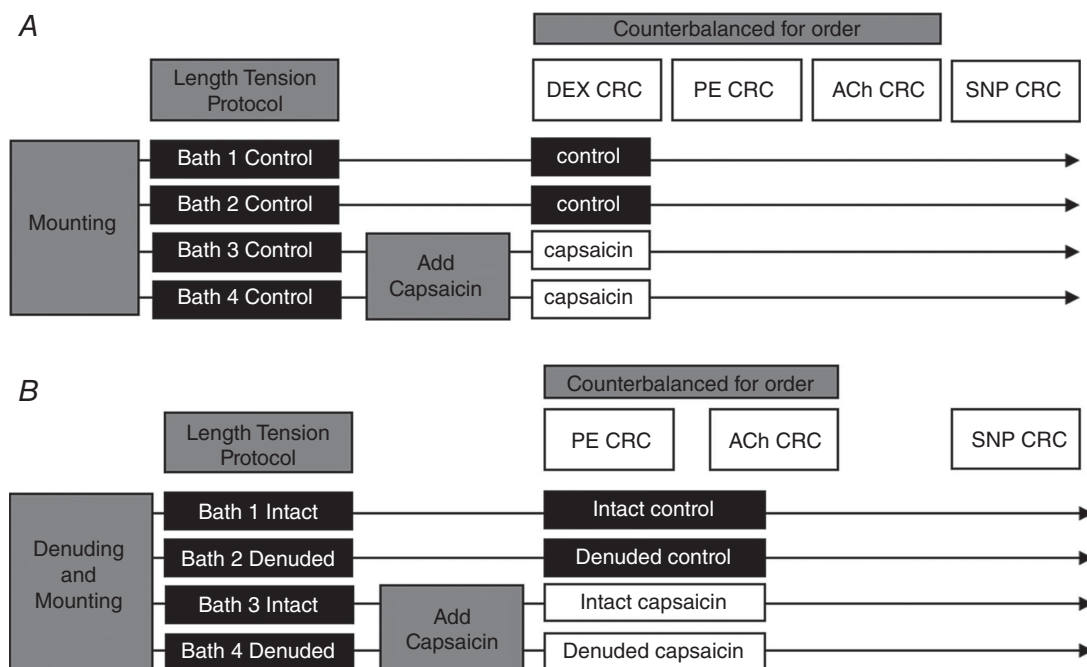 A
Counterbalanced for order
Length Tension
Protocol
DEX CRC
PE CRC
ACh CRC
SNP CRC
Mounting
Bath 1 Control
control
Bath 2 Control
control
Bath 3 Control
Add
Capsaicin
capsaicin
Bath 4 Control
capsaicin
B
Counterbalanced for order
Length Tension
Protocol
PE CRC
ACh CRC
SNP CRC
Denuding
and
Mounting
Bath 1 Intact
Intact control
Bath 2 Denuded
Denuded control
Bath 3 Intact
Add
Capsaicin
Intact capsaicin
Bath 4 Denuded
Denuded capsaicin